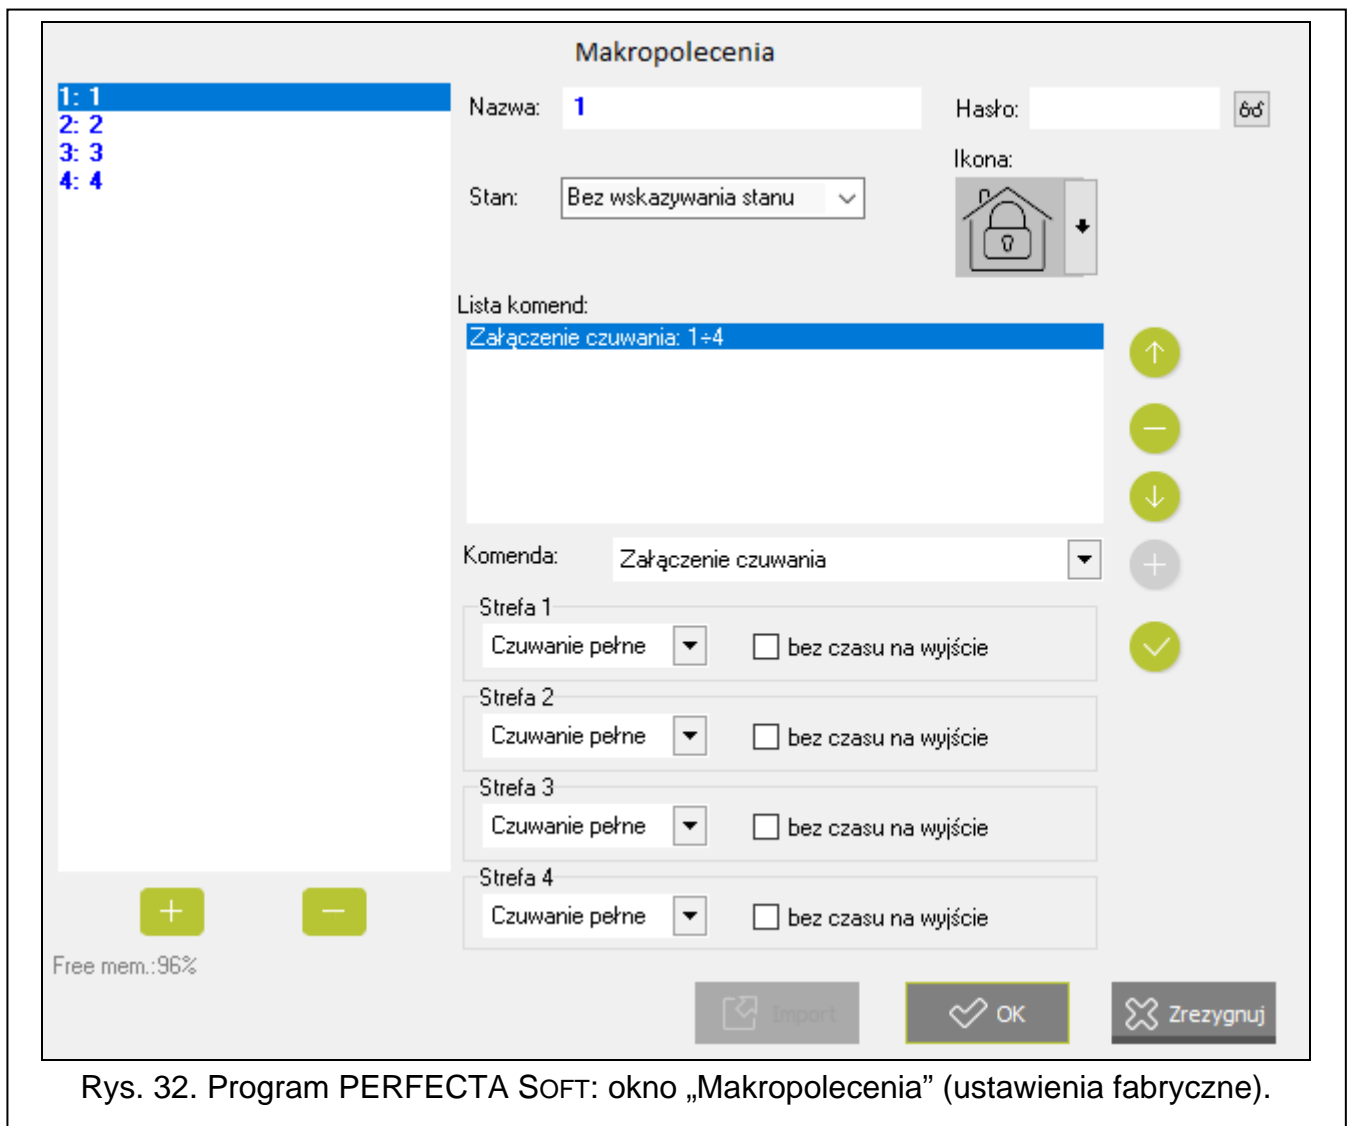 Makropolecenia
1: 1
2: 2
3: 3
4: 4
Nazwa: 1
Hasło:
Ikona:
Stan: Bez wskazywania stanu
Lista komend:
Załączenie czuwania: 1÷4
Komenda: Załączenie czuwania
Strefa 1
Czuwanie pełne bez czasu na wyjście
Strefa 2
Czuwanie pełne bez czasu na wyjście
Strefa 3
Czuwanie pełne bez czasu na wyjście
Strefa 4
Czuwanie pełne bez czasu na wyjście
Free mem.:96%
Import OK Zrezygnuj
Rys. 32. Program PERFECTA SOFT: okno „Makropolecenia” (ustawienia fabryczne).